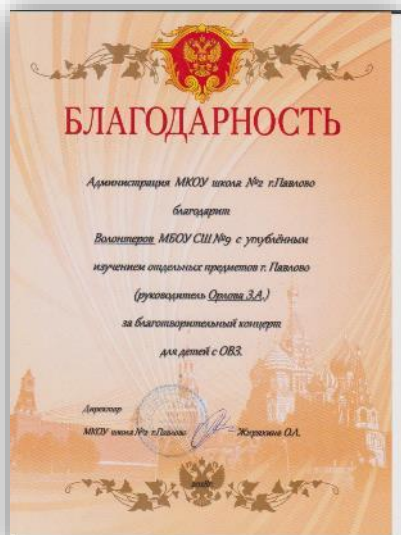 БЛАГОДАРНОСТЬ
Администрация МКОУ школа №2 г.Павлово
благодарит
Волонтеров МБОУ СШ №9 с углублённым
изучением отдельных предметов г. Павлово
(руководитель Орлова З.А.)
за благотворительный концерт
для детей с ОВЗ.
Директор
МКОУ школа №2 г.Павлово
О.А.